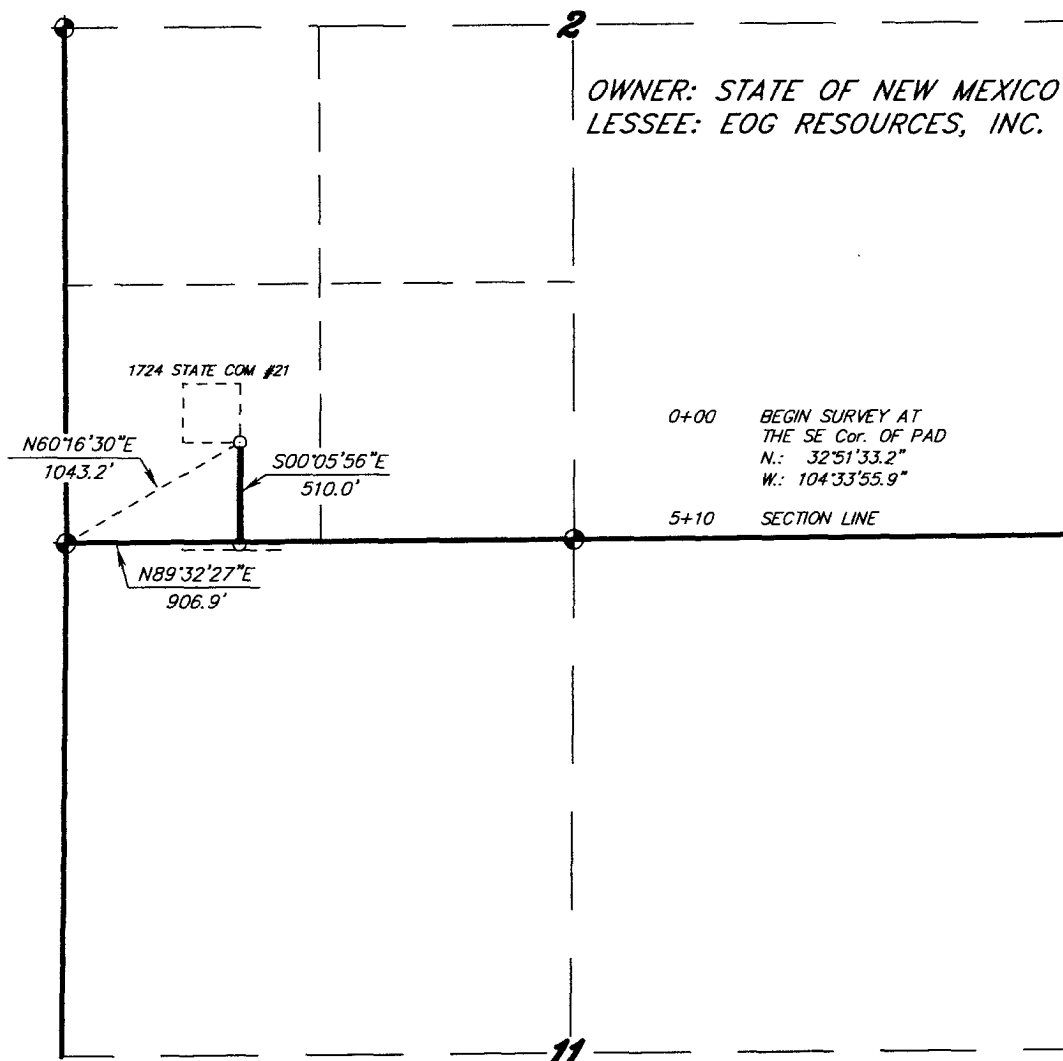 2
OWNER: STATE OF NEW MEXICO
LESSEE: EOG RESOURCES, INC.
1724 STATE COM #21
N60°16'30"E
1043.2'
S00°05'56"E
510.0'
0+00 BEGIN SURVEY AT
THE SE Cor. OF PAD
N.: 32°51'33.2"
W.: 104°33'55.9"
5+10 SECTION LINE
N89°32'27"E
906.9'
11